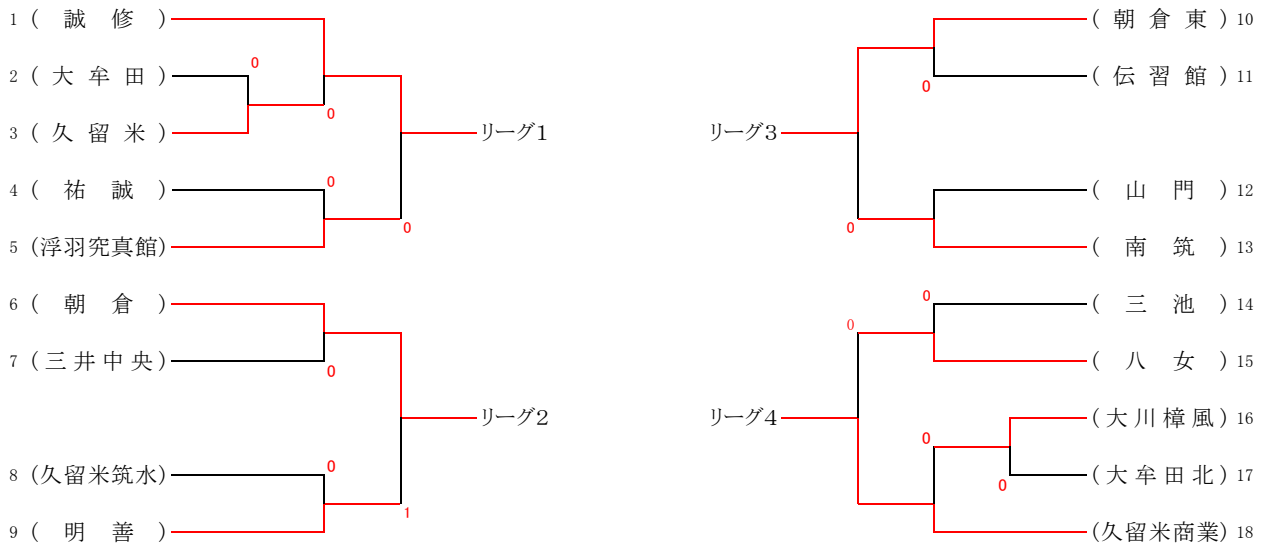 1 ( 誠 修 )
2 ( 大 牟 田 )
0
3 ( 久 留 米 )
0
リーグ1
4 ( 祐 誠 )
0
5 (浮羽究真館)
0
6 ( 朝 倉 )
7 ( 三 井 中 央 )
0
リーグ2
8 (久留米筑水)
0
9 ( 明 善 )
1
( 朝 倉 東 ) 10
( 伝 習 館 ) 11
0
リーグ3
( 山 門 ) 12
( 南 筑 ) 13
0
( 三 池 ) 14
0
0
( 八 女 ) 15
リーグ4
( 大 川 樟 風 ) 16
0
( 大 牟 田 北 ) 17
0
(久留米商業) 18